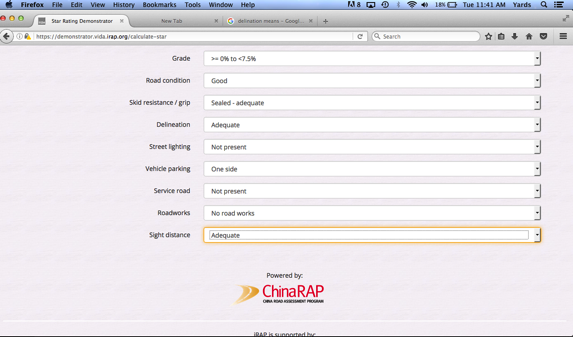 Firefox File Edit View History Bookmarks Tools Window Help 8 18% Tue 11:41 AM Yards
Star Rating Demonstrator × New Tab × delination means – Googl... × +
https://demonstrator.vida.irap.org/calculate-star Search
Grade >= 0% to <7.5%
Road condition Good
Skid resistance / grip Sealed - adequate
Delineation Adequate
Street lighting Not present
Vehicle parking One side
Service road Not present
Roadworks No road works
Sight distance Adequate
Powered by:
ChinaRAP
CHINA ROAD ASSESSMENT PROGRAM
iRAP is supported by: